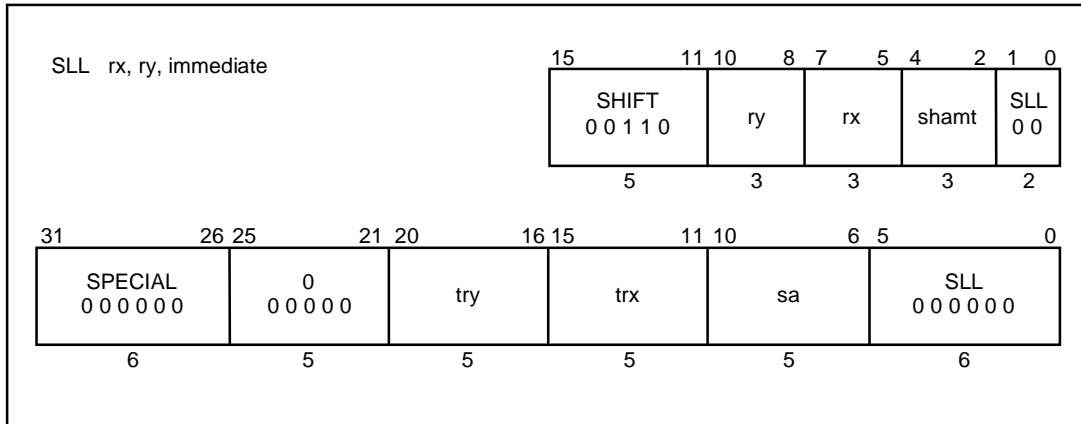 SLL rx, ry, immediate
15 11 10 8 7 5 4 2 1 0
SHIFT ry rx shamt SLL
0 0 1 1 0 0 0
5 3 3 3 2
31 26 25 21 20 16 15 11 10 6 5 0
SPECIAL 0 try trx sa SLL
0 0 0 0 0 0 0 0 0 0 0 0 0 0 0 0 0
6 5 5 5 5 6